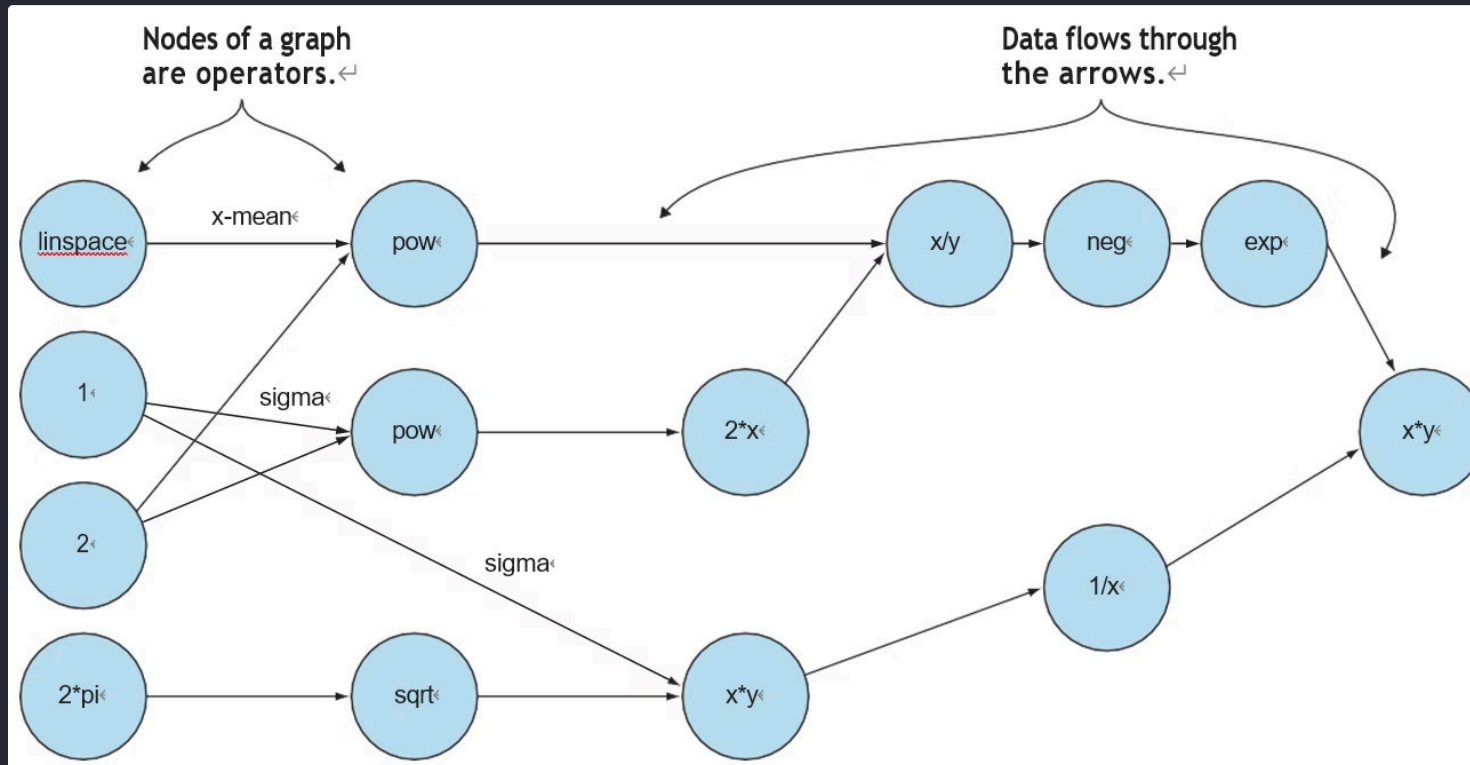 Nodes of a graph
are operators.↵
Data flows through
the arrows.↵
linspace
x-mean
pow
x/y
neg
exp
1
sigma
pow
2*x
x*y
2
sigma
1/x
2*pi
sqrt
x*y